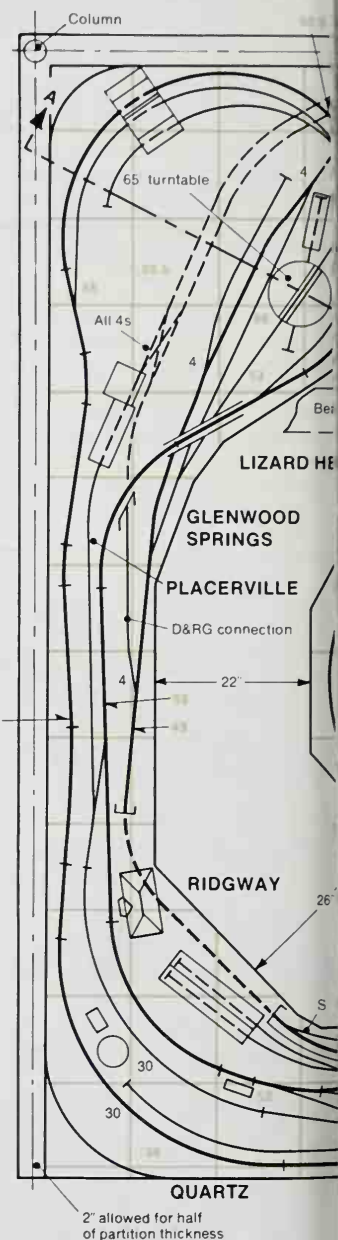 Column
A
65' turntable
4
All 4s
4
LIZARD
GLENWOOD
SPRINGS
PLACERVILLE
D&RG connection
4
22"
RIDGWAY
26"
S
30
30
QUARTZ
2" allowed for half
of partition thickness